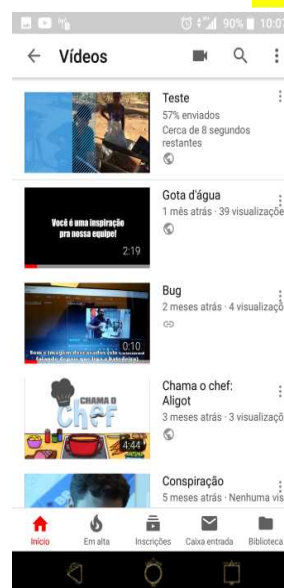 90% 10:07
Vídeos
Teste
57% enviados
Cerca de 8 segundos
restantes
Você é uma inspiração
pra nossa equipe!
2:19
Gota d'água
1 mês atrás · 39 visualizaçõe
0:10
Bug
2 meses atrás · 4 visualizaçõ
CHAMA O
Chef
4:44
Chama o chef:
Aligot
3 meses atrás · 3 visualizaçõ
Conspiração
5 meses atrás · Nenhuma vis
Início Em alta Inscrições Caixa entrada Biblioteca